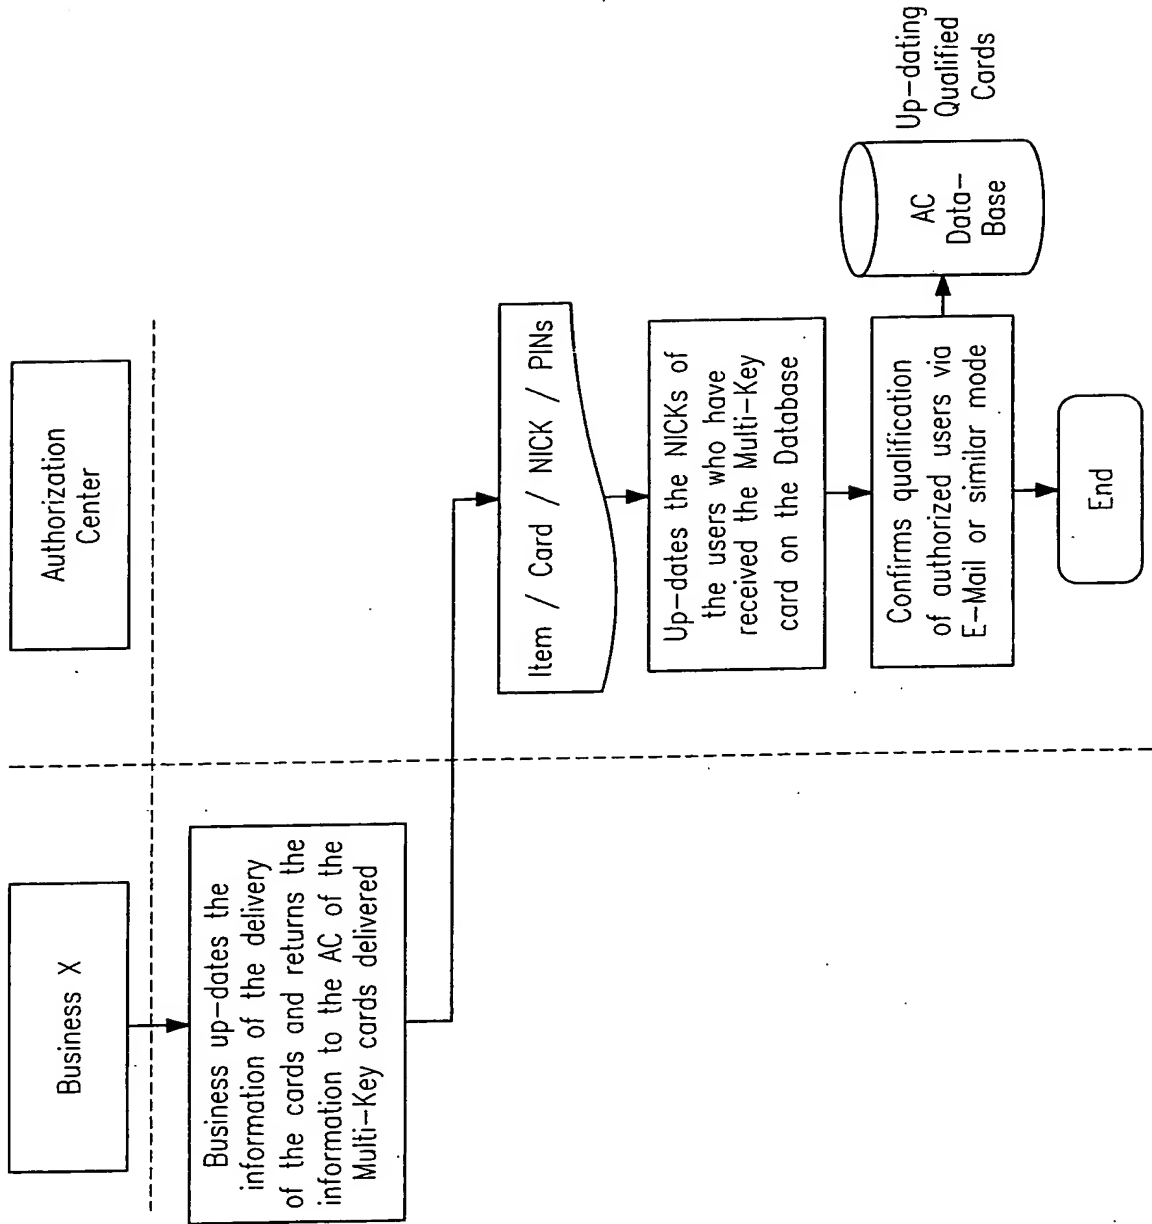 Business X
Authorization
Center
Business up-dates the
information of the delivery
of the cards and returns the
information to the AC of the
Multi-Key cards delivered
Item / Card / NICK / PINs
Up-dates the NICKs of
the users who have
received the Multi-Key
card on the Database
Confirms qualification
of authorized users via
E-Mail or similar mode
AC
Data-
Base
Up-dating
Qualified
Cards
End